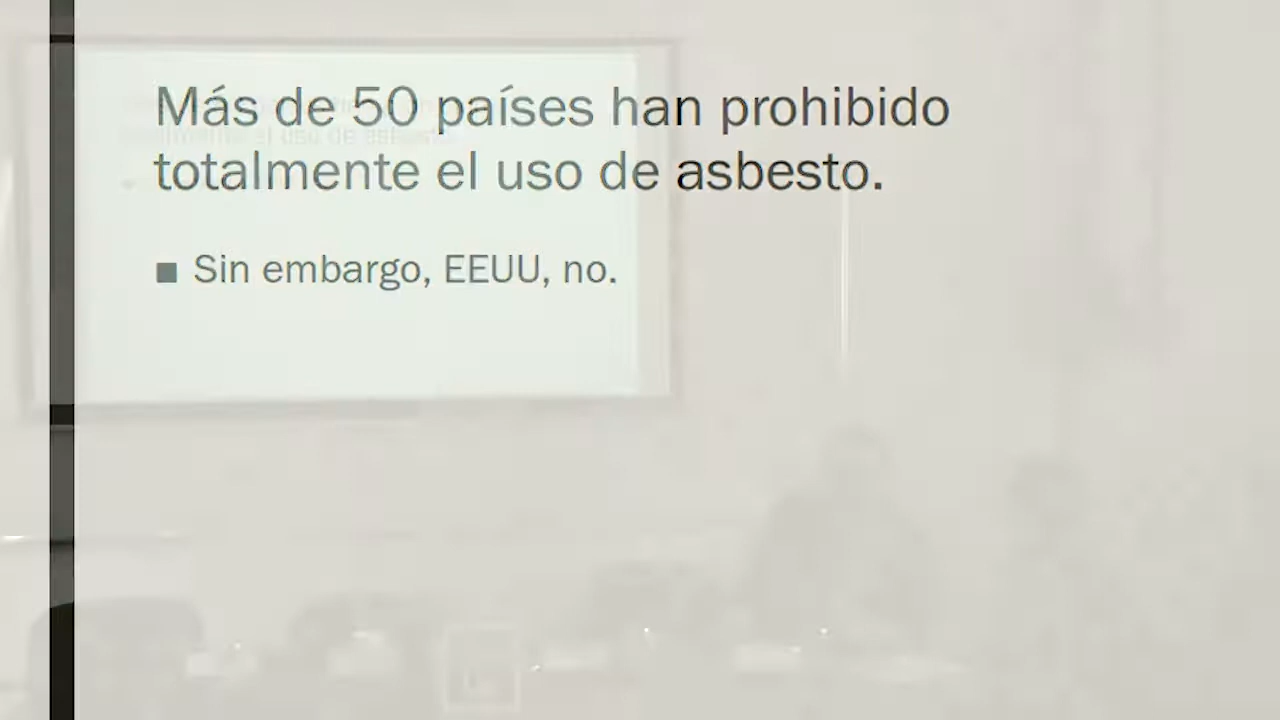 Más de 50 países han prohibido
totalmente el uso de asbesto.
Sin embargo, EEUU, no.